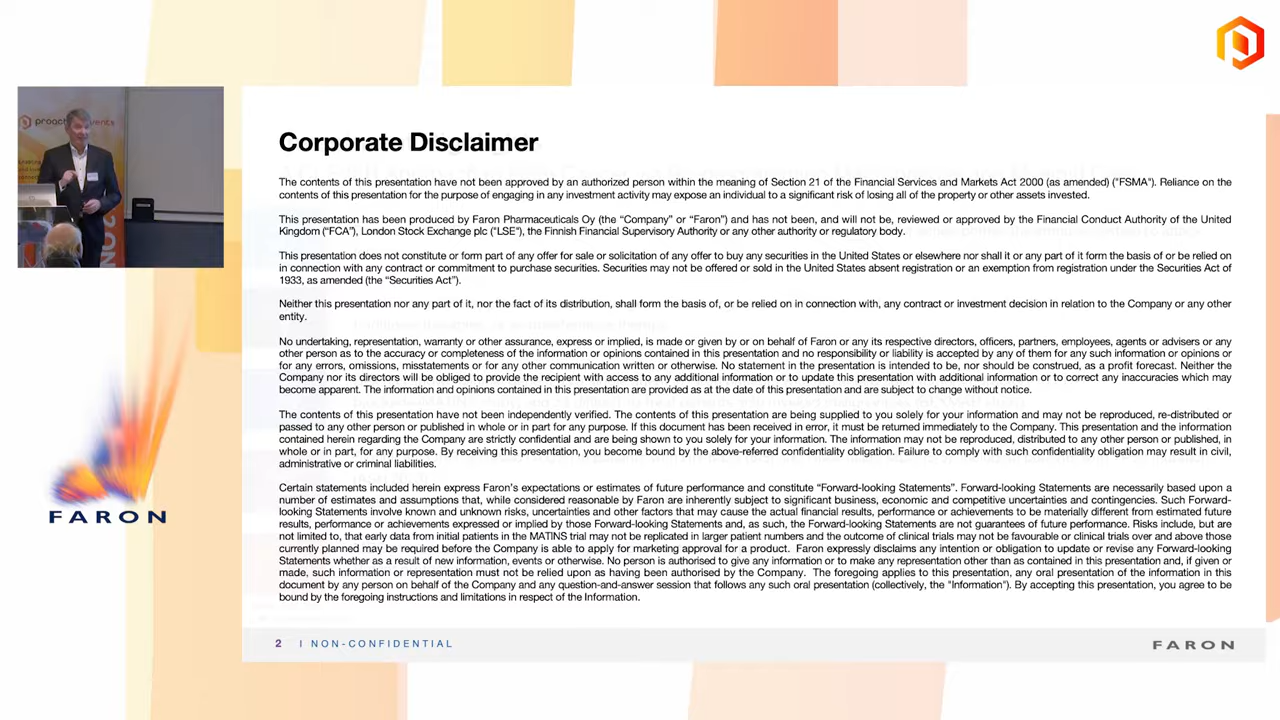 proact vents
Corporate Disclaimer
The contents of this presentation have not been approved by an authorized person within the meaning of Section 21 of the Financial Services and Markets Act 2000 (as amended) ("FSMA"). Reliance on the
contents of this presentation for the purpose of engaging in any investment activity may expose an individual to a significant risk of losing all of the property or other assets invested.
This presentation has been produced by Faron Pharmaceuticals Oy (the “Company” or “Faron”) and has not been, and will not be, reviewed or approved by the Financial Conduct Authority of the United
Kingdom (“FCA”), London Stock Exchange plc (“LSE”), the Finnish Financial Supervisory Authority or any other authority or regulatory body.
This presentation does not constitute or form part of any offer for sale or solicitation of any offer to buy any securities in the United States or elsewhere nor shall it or any part of it form the basis of or be relied on
in connection with any contract or commitment to purchase securities. Securities may not be offered or sold in the United States absent registration or an exemption from registration under the Securities Act of
1933, as amended (the “Securities Act”).
Neither this presentation nor any part of it, nor the fact of its distribution, shall form the basis of, or be relied on in connection with, any contract or investment decision in relation to the Company or any other
entity.
No undertaking, representation, warranty or other assurance, express or implied, is made or given by or on behalf of Faron or any its respective directors, officers, partners, employees, agents or advisers or any
other person as to the accuracy or completeness of the information or opinions contained in this presentation and no responsibility or liability is accepted by any of them for any such information or opinions or
for any errors, omissions, misstatements or for any other communication written or otherwise. No statement in the presentation is intended to be, nor should be construed, as a profit forecast. Neither the
Company nor its directors will be obliged to provide the recipient with access to any additional information or to update this presentation with additional information or to correct any inaccuracies which may
become apparent. The information and opinions contained in this presentation are provided as at the date of this presentation and are subject to change without notice.
The contents of this presentation have not been independently verified. The contents of this presentation are being supplied to you solely for your information and may not be reproduced, re-distributed or
passed to any other person or published in whole or in part for any purpose. If this document has been received in error, it must be returned immediately to the Company. This presentation and the information
contained herein regarding the Company are strictly confidential and are being shown to you solely for your information. The information may not be reproduced, distributed to any other person or published, in
whole or in part, for any purpose. By receiving this presentation, you become bound by the above-referred confidentiality obligation. Failure to comply with such confidentiality obligation may result in civil,
administrative or criminal liabilities.
Certain statements included herein express Faron’s expectations or estimates of future performance and constitute “Forward-looking Statements”. Forward-looking Statements are necessarily based upon a
number of estimates and assumptions that, while considered reasonable by Faron are inherently subject to significant business, economic and competitive uncertainties and contingencies. Such Forward-
looking Statements involve known and unknown risks, uncertainties and other factors that may cause the actual financial results, performance or achievements to be materially different from estimated future
results, performance or achievements expressed or implied by those Forward-looking Statements and, as such, the Forward-looking Statements are not guarantees of future performance. Risks include, but are
not limited to, that early data from initial patients in the MATINS trial may not be replicated in larger patient numbers and the outcome of clinical trials may not be favourable or clinical trials over and above those
currently planned may be required before the Company is able to apply for marketing approval for a product. Faron expressly disclaims any intention or obligation to update or revise any Forward-looking
Statements whether as a result of new information, events or otherwise. No person is authorised to give any information or to make any representation other than as contained in this presentation and, if given or
made, such information or representation must not be relied upon as having been authorised by the Company. The foregoing applies to this presentation, any oral presentation of the information in this
document by any person on behalf of the Company and any question-and-answer session that follows any such oral presentation (collectively, the "Information"). By accepting this presentation, you agree to be
bound by the foregoing instructions and limitations in respect of the Information.
FARON
2 | NON-CONFIDENTIAL
FARON